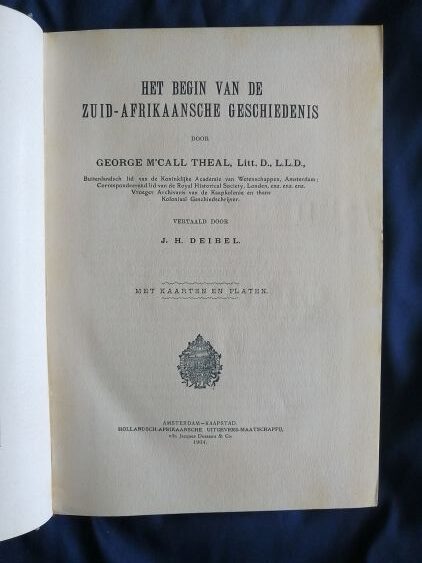 HET BEGIN VAN DE
ZUID-AFRIKAANSCHE GESCHIEDENIS
DOOR
GEORGE M'CALL THEAL, Litt. D., L.L.D.,
Buitenlandsch lid van de Koninklijke Academie van Wetenschappen, Amsterdam;
Correspondeerend lid van de Royal Historical Society, Londen, enz. enz. enz.
Vroeger Archivaris van de Kaapkolonie en thans
Koloniaal Geschiedschrijver.
VERTAALD DOOR
J. H. DEIBEL.
MET KAARTEN EN PLATEN.
AMSTERDAM—KAAPSTAD.
HOLLANDSCH-AFRIKAANSCHE UITGEVERS-MAATSCHAPPIJ,
v/h Jacques Dusseau & Co.
1904.